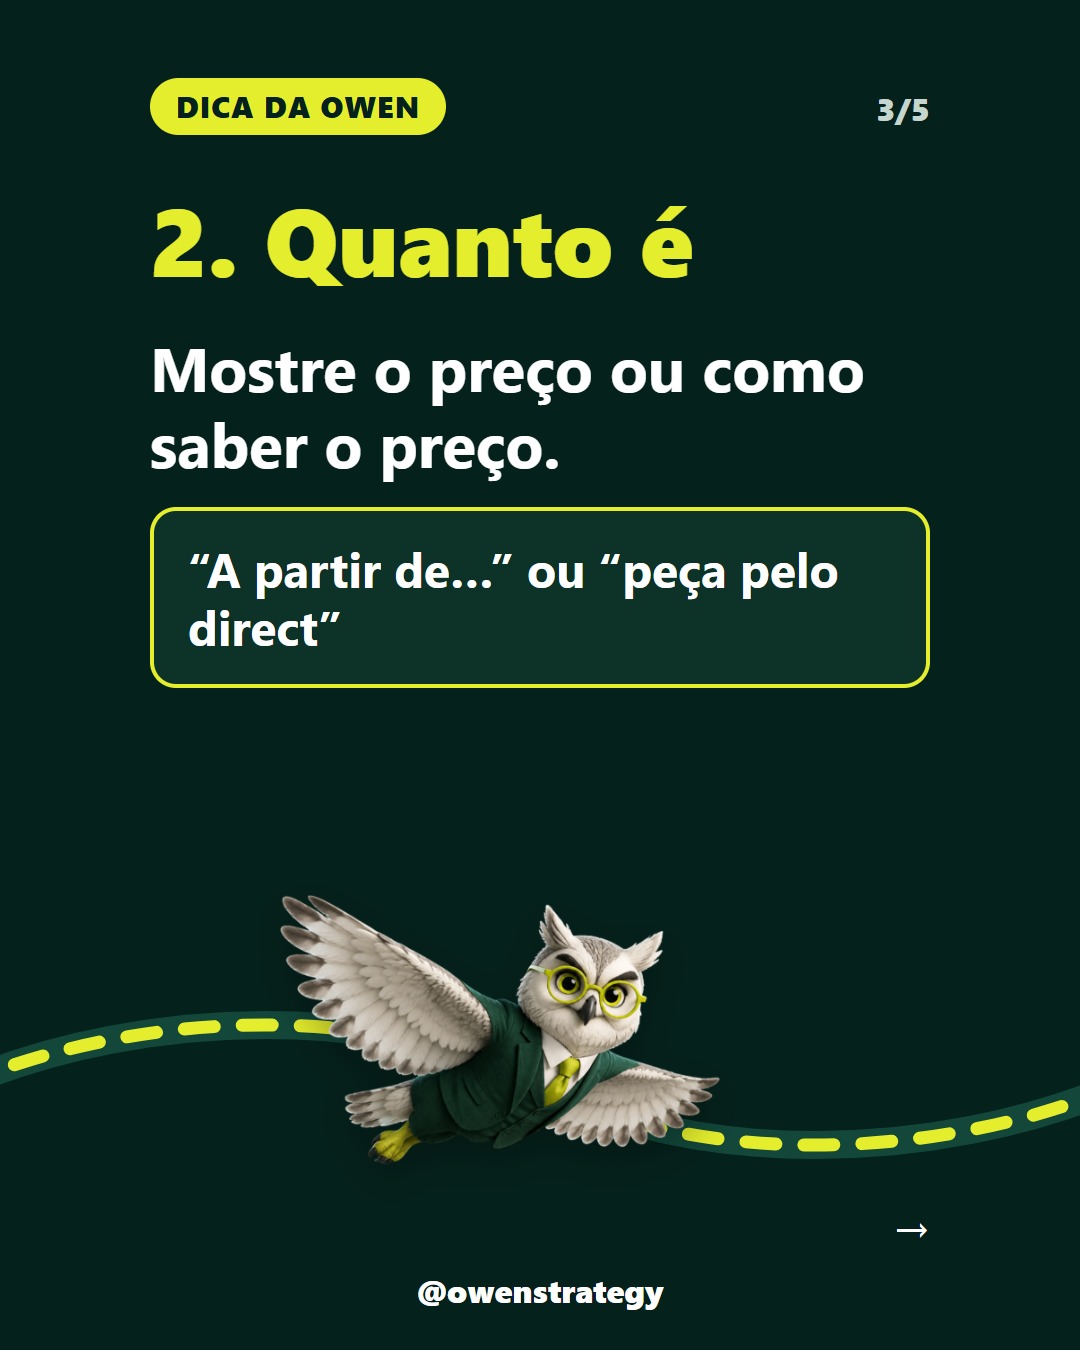 DICA DA OWEN
3/5
2. Quanto é
Mostre o preço ou como
saber o preço.
“A partir de...” ou “peça pelo
direct”
→
@owenstrategy